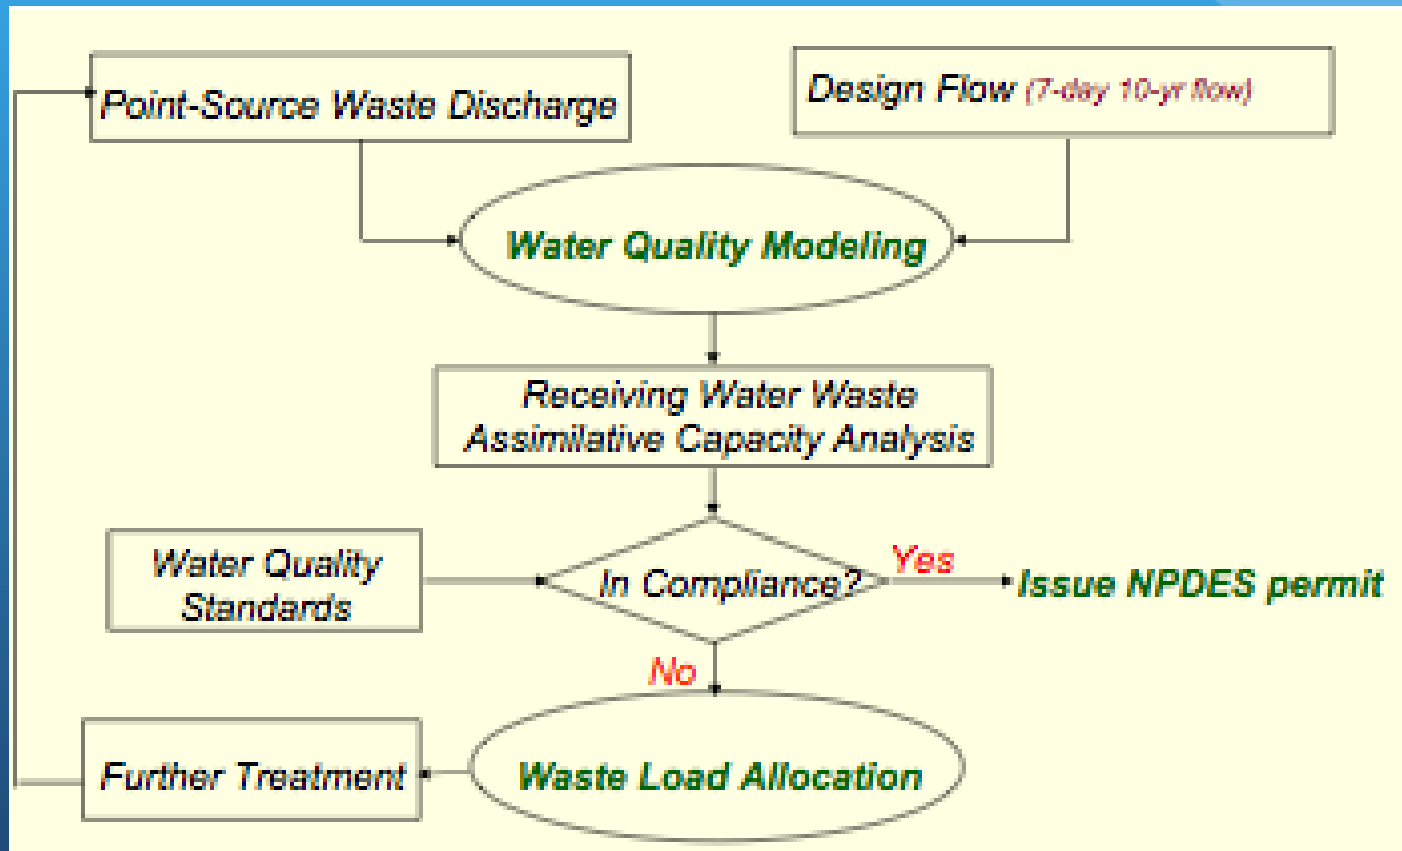 Point-Source Waste Discharge
Design Flow (7-day 10-yr flow)
Water Quality Modeling
Receiving Water Waste
Assimilative Capacity Analysis
Water Quality
Standards
In Compliance?
Yes
Issue NPDES permit
No
Further Treatment
Waste Load Allocation